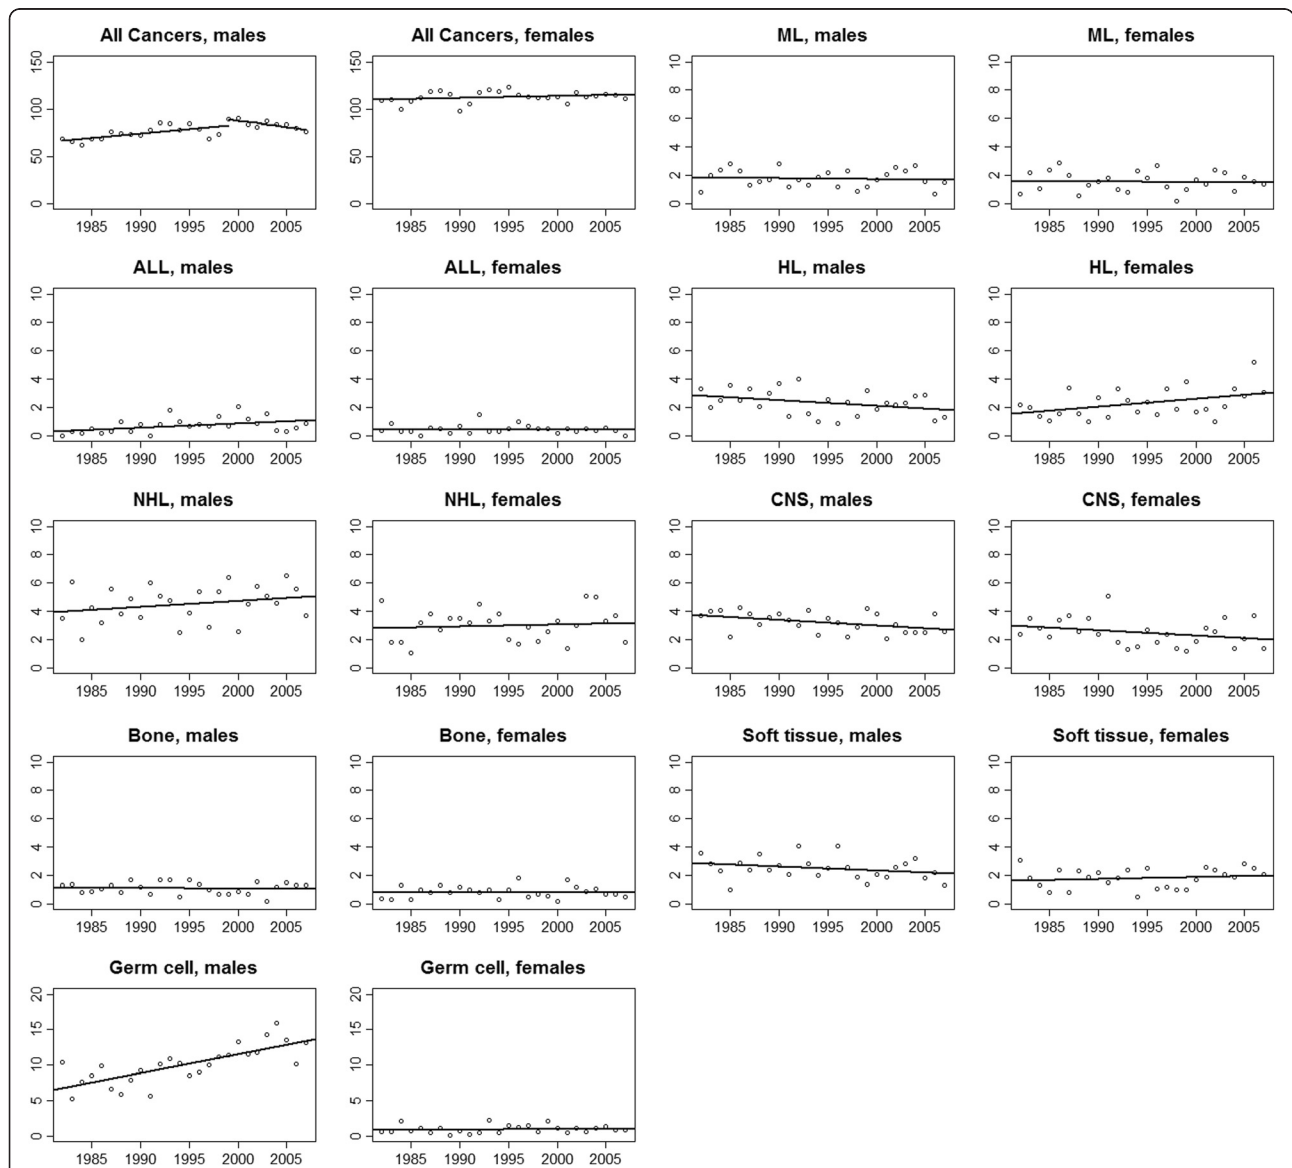 All Cancers, males
All Cancers, females
ML, males
ML, females
0 50 100 150
1985 1990 1995 2000 2005
0 50 100 150
1985 1990 1995 2000 2005
0 2 4 6 8 10
1985 1990 1995 2000 2005
0 2 4 6 8 10
1985 1990 1995 2000 2005
ALL, males
ALL, females
HL, males
HL, females
0 2 4 6 8 10
1985 1990 1995 2000 2005
0 2 4 6 8 10
1985 1990 1995 2000 2005
0 2 4 6 8 10
1985 1990 1995 2000 2005
0 2 4 6 8 10
1985 1990 1995 2000 2005
NHL, males
NHL, females
CNS, males
CNS, females
0 2 4 6 8 10
1985 1990 1995 2000 2005
0 2 4 6 8 10
1985 1990 1995 2000 2005
0 2 4 6 8 10
1985 1990 1995 2000 2005
0 2 4 6 8 10
1985 1990 1995 2000 2005
Bone, males
Bone, females
Soft tissue, males
Soft tissue, females
0 2 4 6 8 10
1985 1990 1995 2000 2005
0 2 4 6 8 10
1985 1990 1995 2000 2005
0 2 4 6 8 10
1985 1990 1995 2000 2005
0 2 4 6 8 10
1985 1990 1995 2000 2005
Germ cell, males
Germ cell, females
0 5 10 15 20
1985 1990 1995 2000 2005
0 5 10 15 20
1985 1990 1995 2000 2005